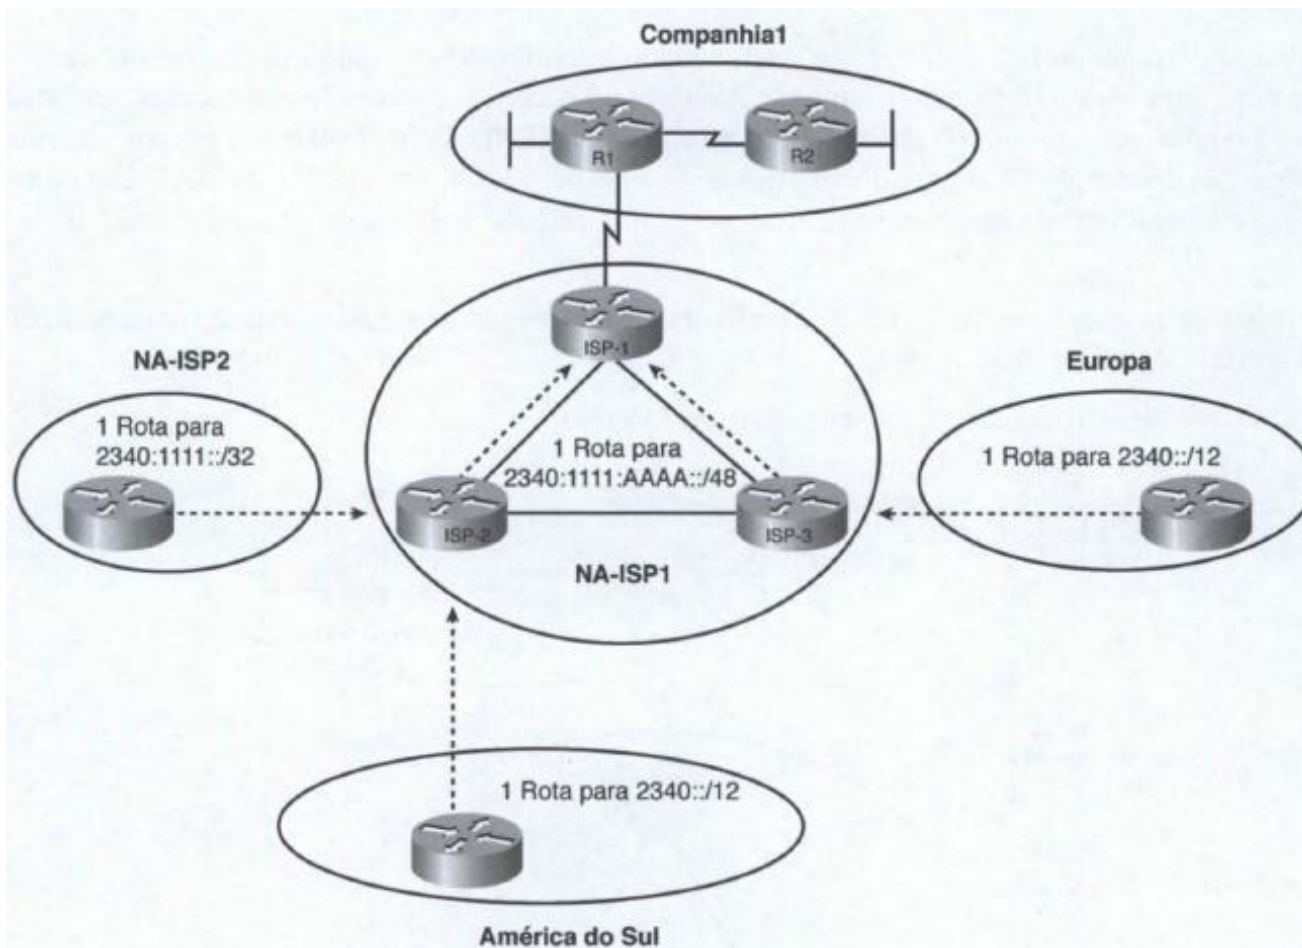 Companhia1
R1
R2
ISP-1
NA-ISP2
1 Rota para
2340:1111::/32
1 Rota para
2340:1111:AAAA::/48
ISP-2
ISP-3
NA-ISP1
Europa
1 Rota para 2340::/12
1 Rota para 2340::/12
América do Sul